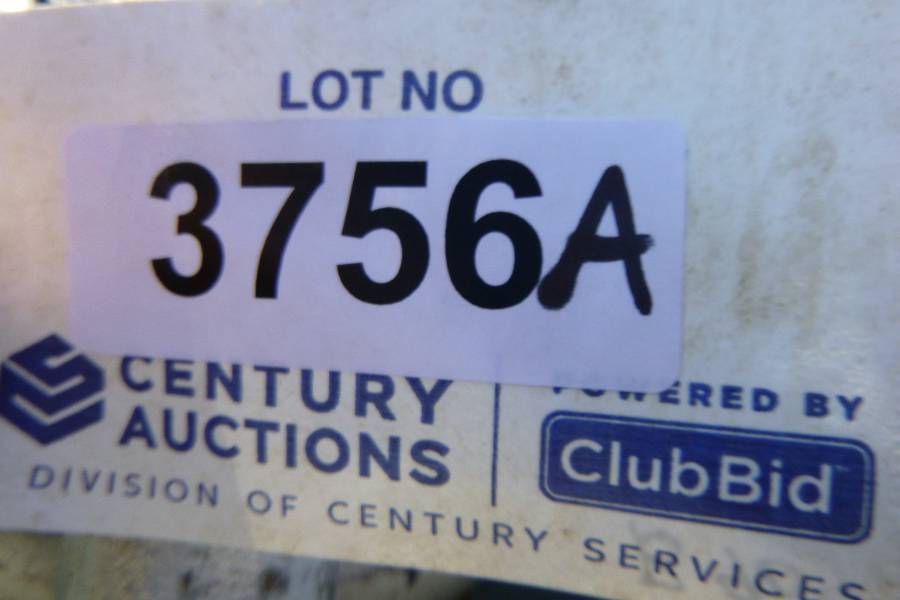 LOT NO
3756A
CENTURY
AUCTIONS
DIVISION OF CENTURY SERVICES
POWERED BY
ClubBid